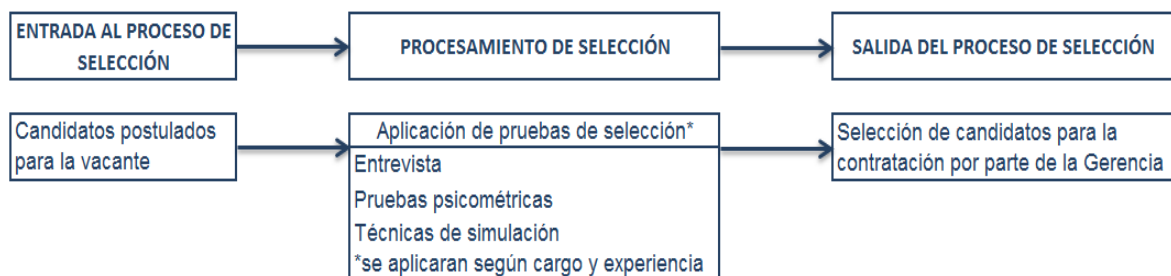 ENTRADA AL PROCESO DE
SELECCIÓN
PROCESAMIENTO DE SELECCIÓN
SALIDA DEL PROCESO DE SELECCIÓN
Candidatos postulados
para la vacante
Aplicación de pruebas de selección*
Entrevista
Pruebas psicométricas
Técnicas de simulación
*se aplicaran según cargo y experiencia
Selección de candidatos para la
contratación por parte de la Gerencia